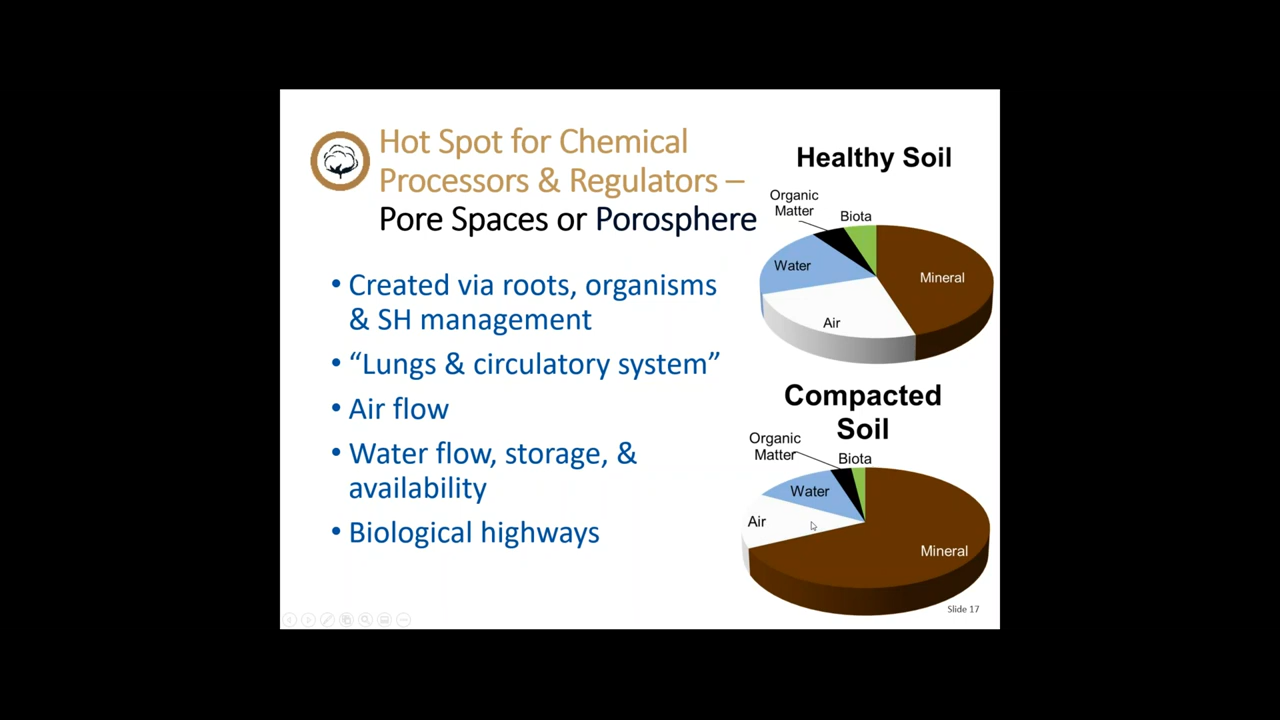 Hot Spot for Chemical
Processors & Regulators –
Pore Spaces or Porosphere
• Created via roots, organisms
& SH management
• “Lungs & circulatory system”
• Air flow
• Water flow, storage, &
availability
• Biological highways
Healthy Soil
Organic
Matter
Biota
Water
Mineral
Air
Compacted
Soil
Organic
Matter
Biota
Water
Air
Mineral
Slide 17